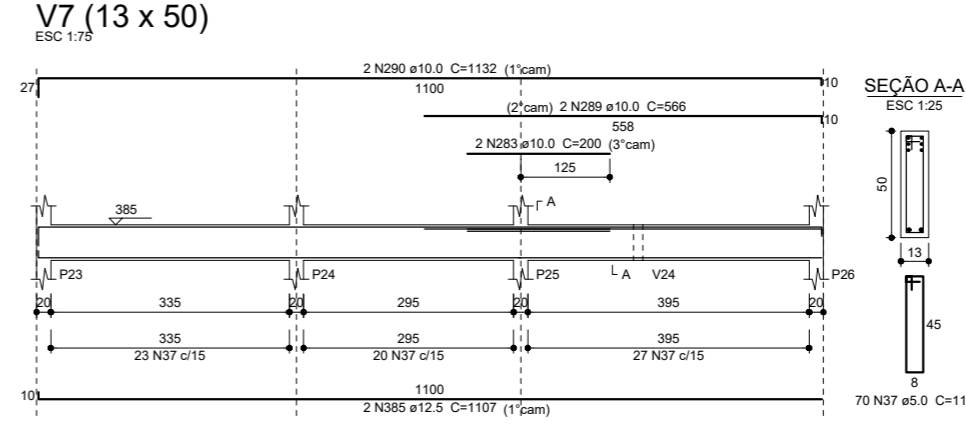 V7 (13 x 50)
ESC 1:75
2 N290 ø10.0 C=1132 (1°cam)
27
1100
10
SEÇÃO A-A
ESC 1:25
(2°cam) 2 N289 ø10.0 C=566
558
10
2 N283 ø10.0 C=200 (3°cam)
125
50
13
385
A
P23
P24
P25
A
V24
P26
20
335
20
295
20
395
20
335
23 N37 c/15
295
20 N37 c/15
395
27 N37 c/15
45
8
70 N37 ø5.0 C=11
10
1100
2 N385 ø12.5 C=1107 (1°cam)